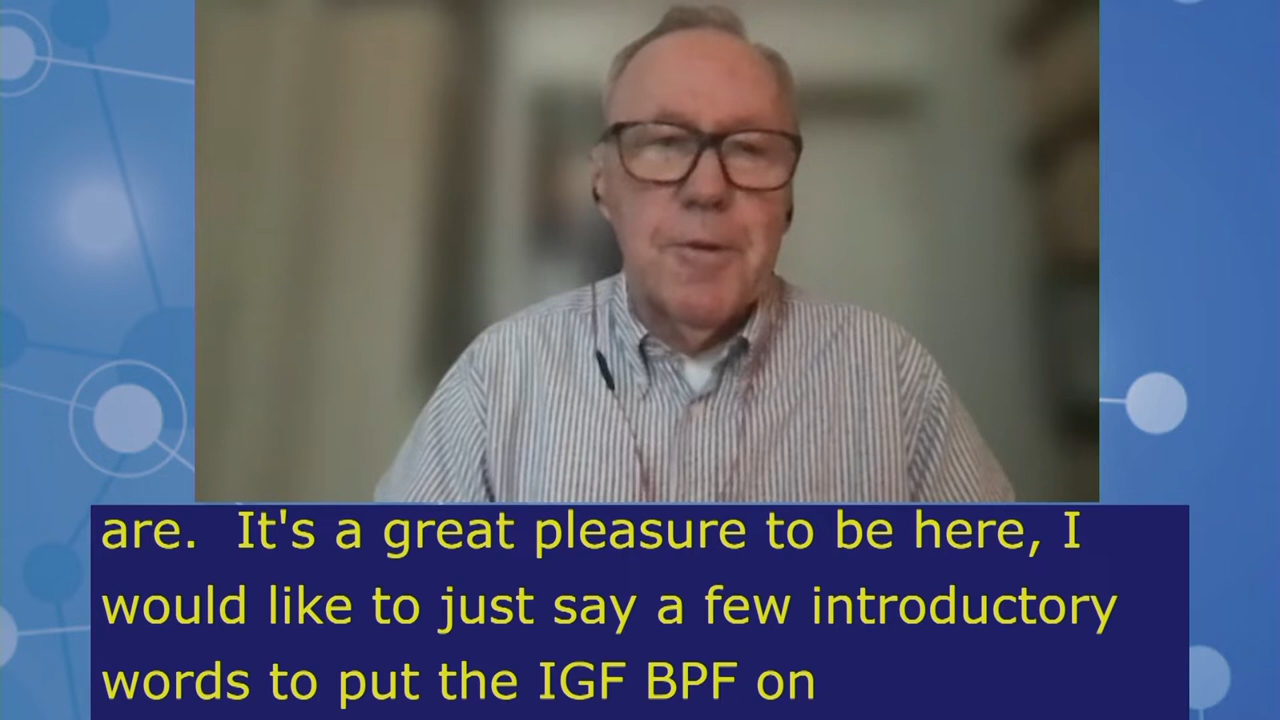 are.  It's a great pleasure to be here, I
would like to just say a few introductory
words to put the IGF BPF on